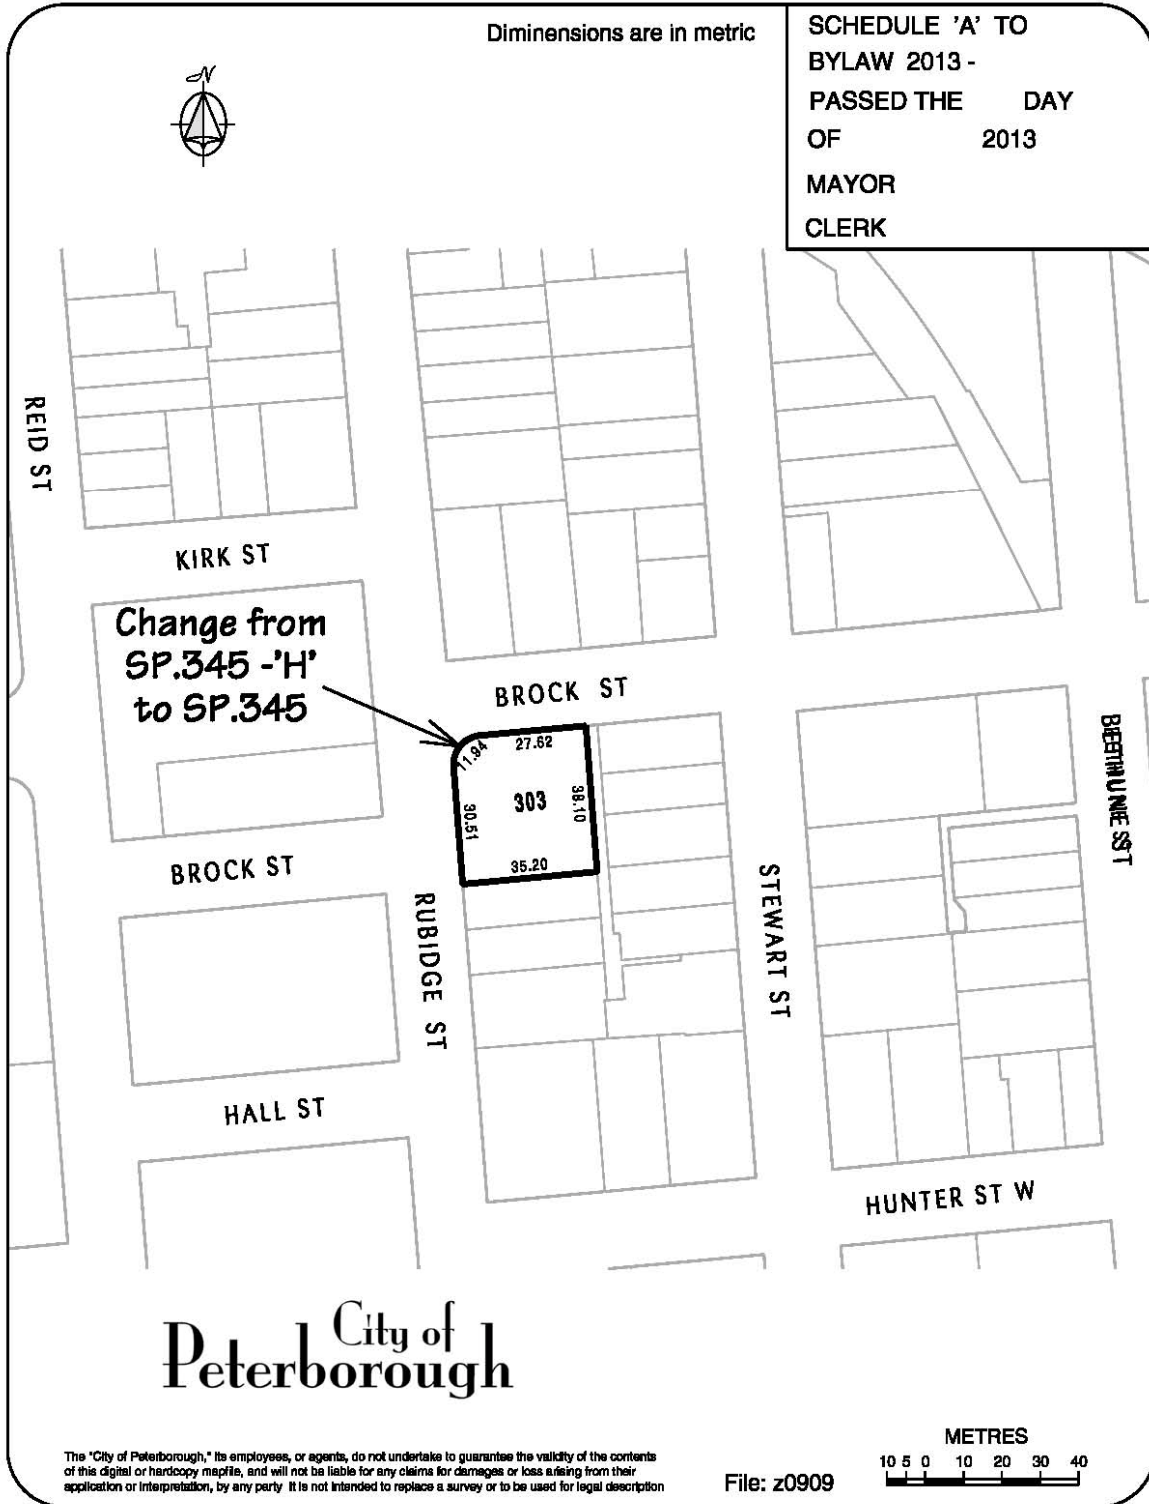 Diminensions are in metric
SCHEDULE 'A' TO
BYLAW 2013 -
PASSED THE DAY
OF 2013
MAYOR
CLERK
N
REID ST
KIRK ST
Change from
SP.345 -'H'
to SP.345
BROCK ST
11.94
27.62
303
38.10
30.51
35.20
BROCK ST
RUBIDGE ST
STEWART ST
HALL ST
HUNTER ST W
City of
Peterborough
The "City of Peterborough," its employees, or agents, do not undertake to guarantee the validity of the contents
of this digital or hardcopy mapfile, and will not be liable for any claims for damages or loss arising from their
application or interpretation, by any party It is not intended to replace a survey or to be used for legal description
File: z0909
METRES
10 5 0 10 20 30 40